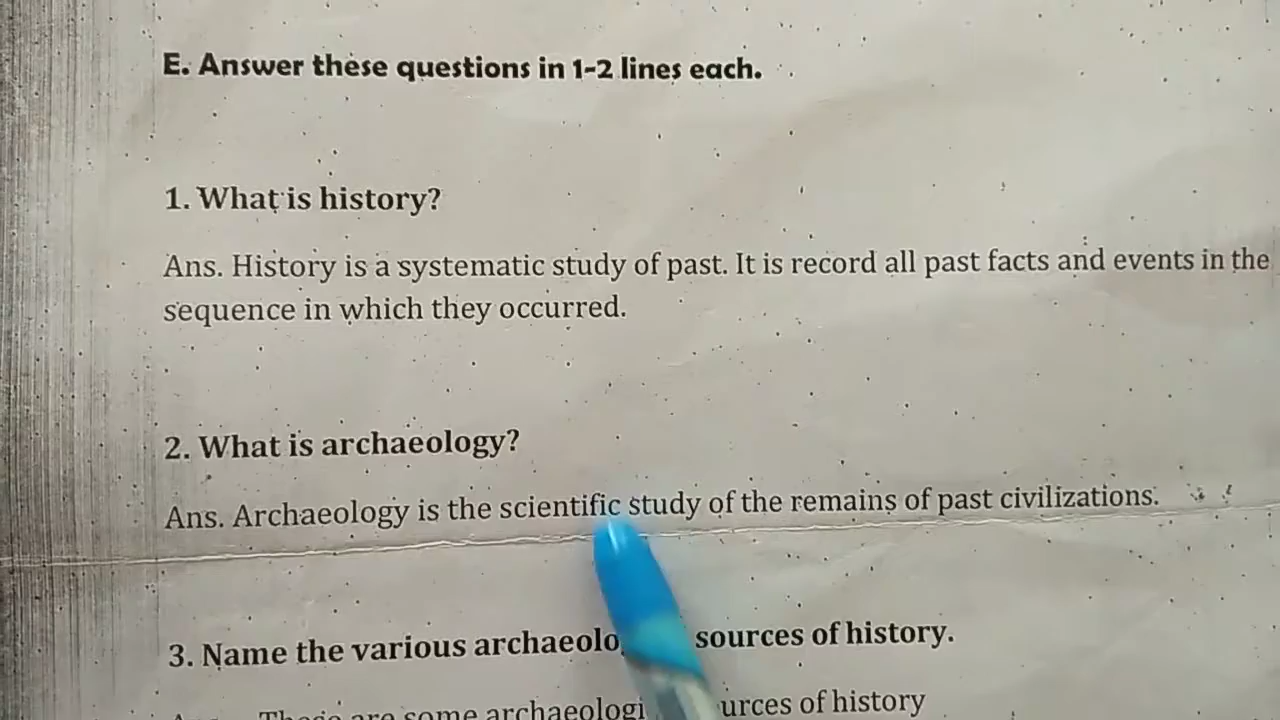 E. Answer these questions in 1-2 lines each.
1. What is history?
Ans. History is a systematic study of past. It is record all past facts and events in the
sequence in which they occurred.
2. What is archaeology?
Ans. Archaeology is the scientific study of the remains of past civilizations.
3. Name the various archaeolo sources of history.
are some archaeologi urces of history